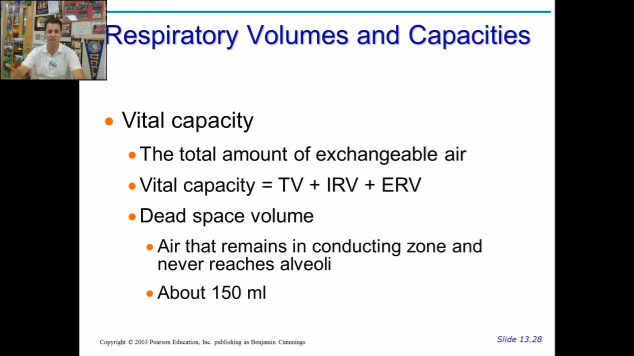 Respiratory Volumes and Capacities
Vital capacity
The total amount of exchangeable air
Vital capacity = TV + IRV + ERV
Dead space volume
Air that remains in conducting zone and
never reaches alveoli
About 150 ml
Copyright © 2003 Pearson Education, Inc. publishing as Benjamin Cummings
Slide 13.28